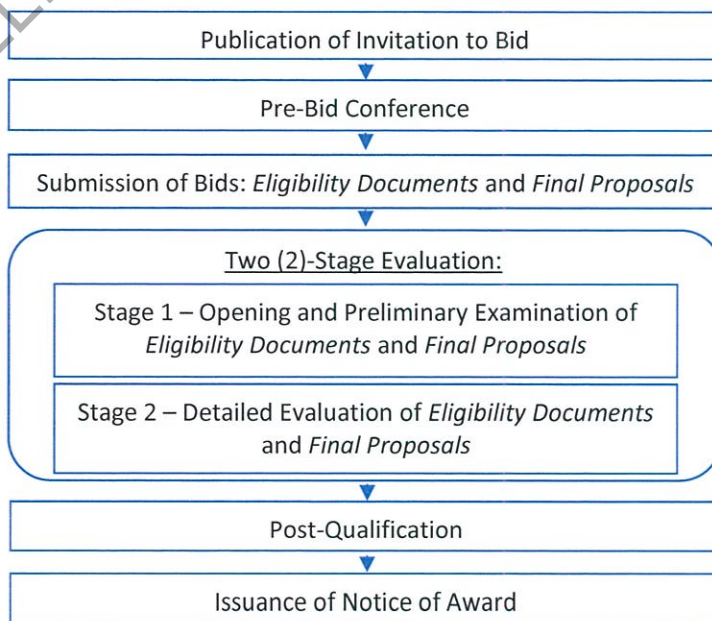 Publication of Invitation to Bid
Pre-Bid Conference
Submission of Bids: Eligibility Documents and Final Proposals
Two (2)-Stage Evaluation:
Stage 1 – Opening and Preliminary Examination of
Eligibility Documents and Final Proposals
Stage 2 – Detailed Evaluation of Eligibility Documents
and Final Proposals
Post-Qualification
Issuance of Notice of Award